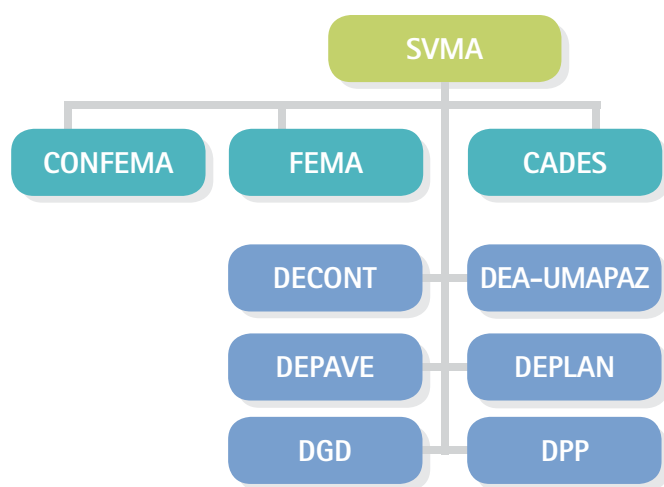 SVMA
CONFEMA
FEMA
CADES
DECONT
DEA-UMAPAZ
DEPAVE
DEPLAN
DGD
DPP